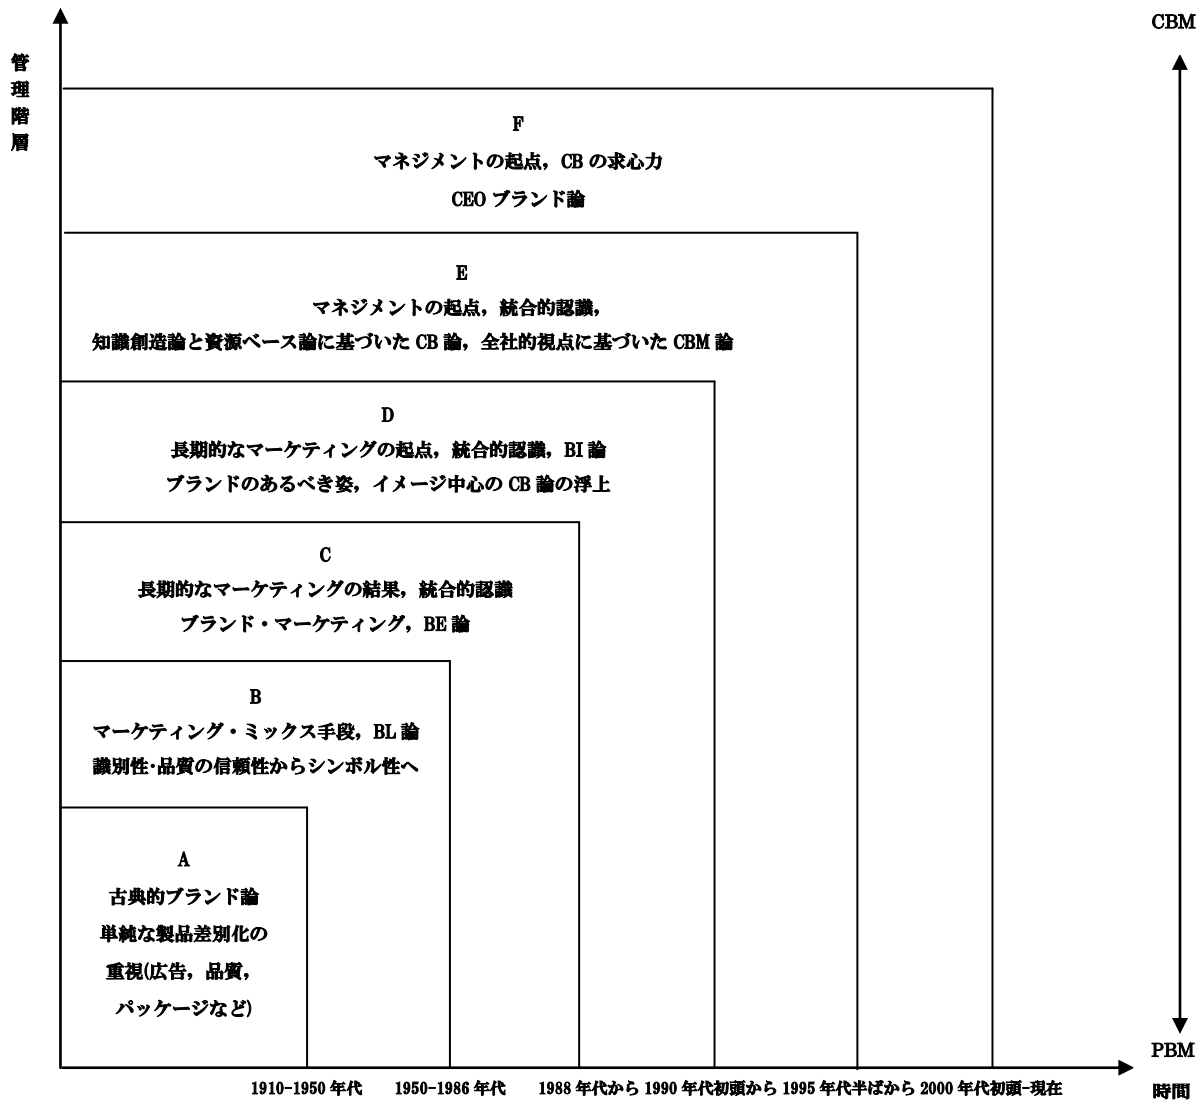 CBM
管
理
階
層
F
マネジメントの起点，CB の求心力
CEO ブランド論
E
マネジメントの起点，統合的認識，
知識創造論と資源ベース論に基づいた CB 論，全社的視点に基づいた CBM 論
D
長期的なマーケティングの起点，統合的認識，BI 論
ブランドのあるべき姿，イメージ中心の CB 論の浮上
C
長期的なマーケティングの結果，統合的認識
ブランド・マーケティング，BE 論
B
マーケティング・ミックス手段，BL 論
識別性･品質の信頼性からシンボル性へ
A
古典的ブランド論
単純な製品差別化の
重視(広告，品質，
パッケージなど)
PBM
1910-1950 年代 1950-1986 年代 1988 年代から 1990 年代初頭から 1995 年代半ばから 2000 年代初頭-現在
時間